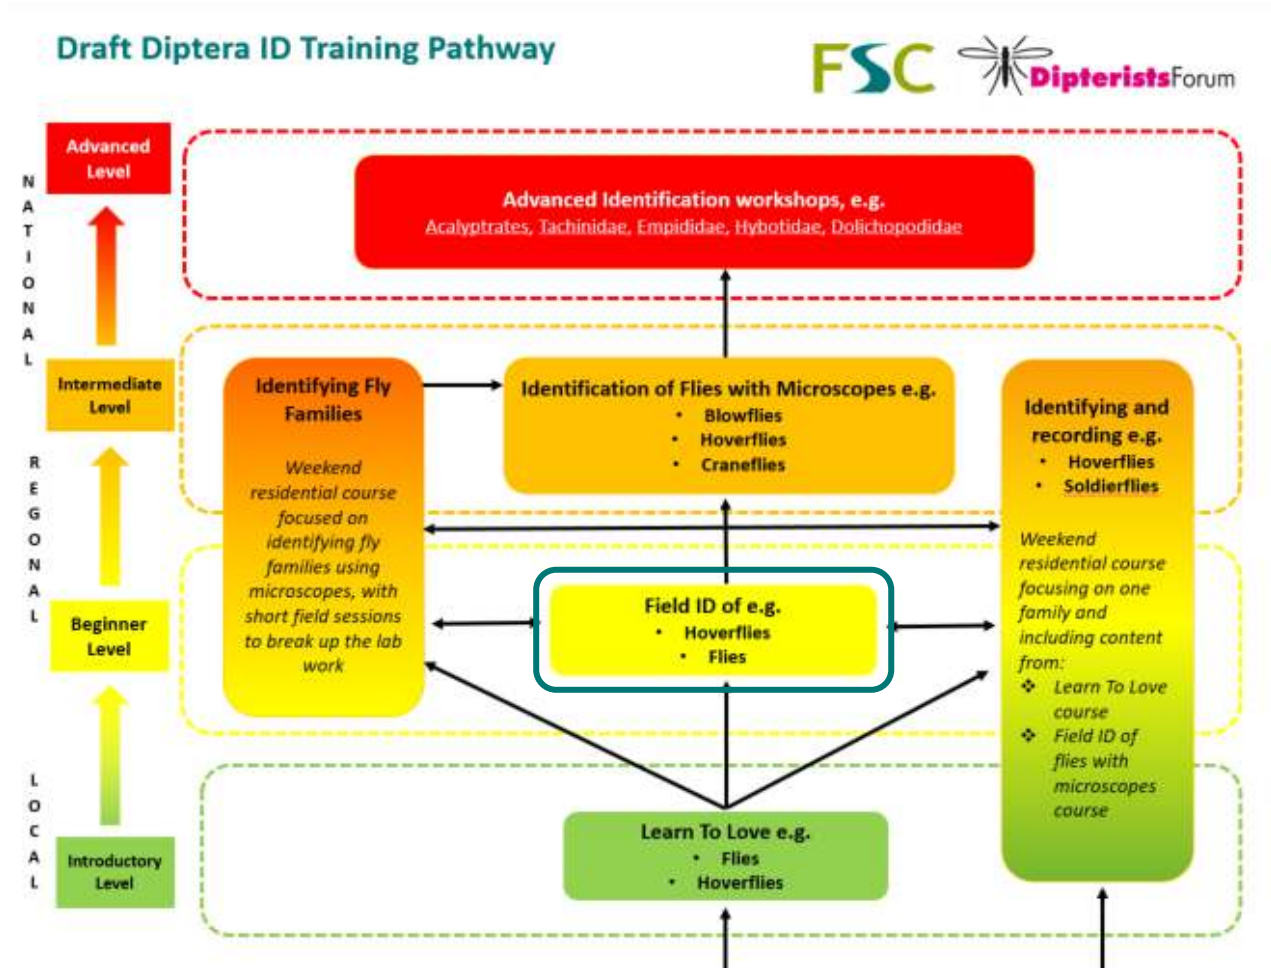 Draft Diptera ID Training Pathway
FSC
DipteristsForum
Advanced
Level
NATIONAL
Advanced Identification workshops, e.g.
Acalyptrates, Tachinidae, Empididae, Hybotidae, Dolichopodidae
Intermediate
Level
Identifying Fly
Families
Weekend
residential course
focused on
identifying fly
families using
microscopes, with
short field sessions
to break up the lab
work
Identification of Flies with Microscopes e.g.
• Blowflies
• Hoverflies
• Craneflies
Identifying and
recording e.g.
• Hoverflies
• Soldierflies
Weekend
residential course
focusing on one
family and
including content
from:
❖ Learn To Love
course
❖ Field ID of
flies with
microscopes
course
REGONAL
Beginner
Level
Field ID of e.g.
• Hoverflies
• Flies
LOCAL
Introductory
Level
Learn To Love e.g.
• Flies
• Hoverflies